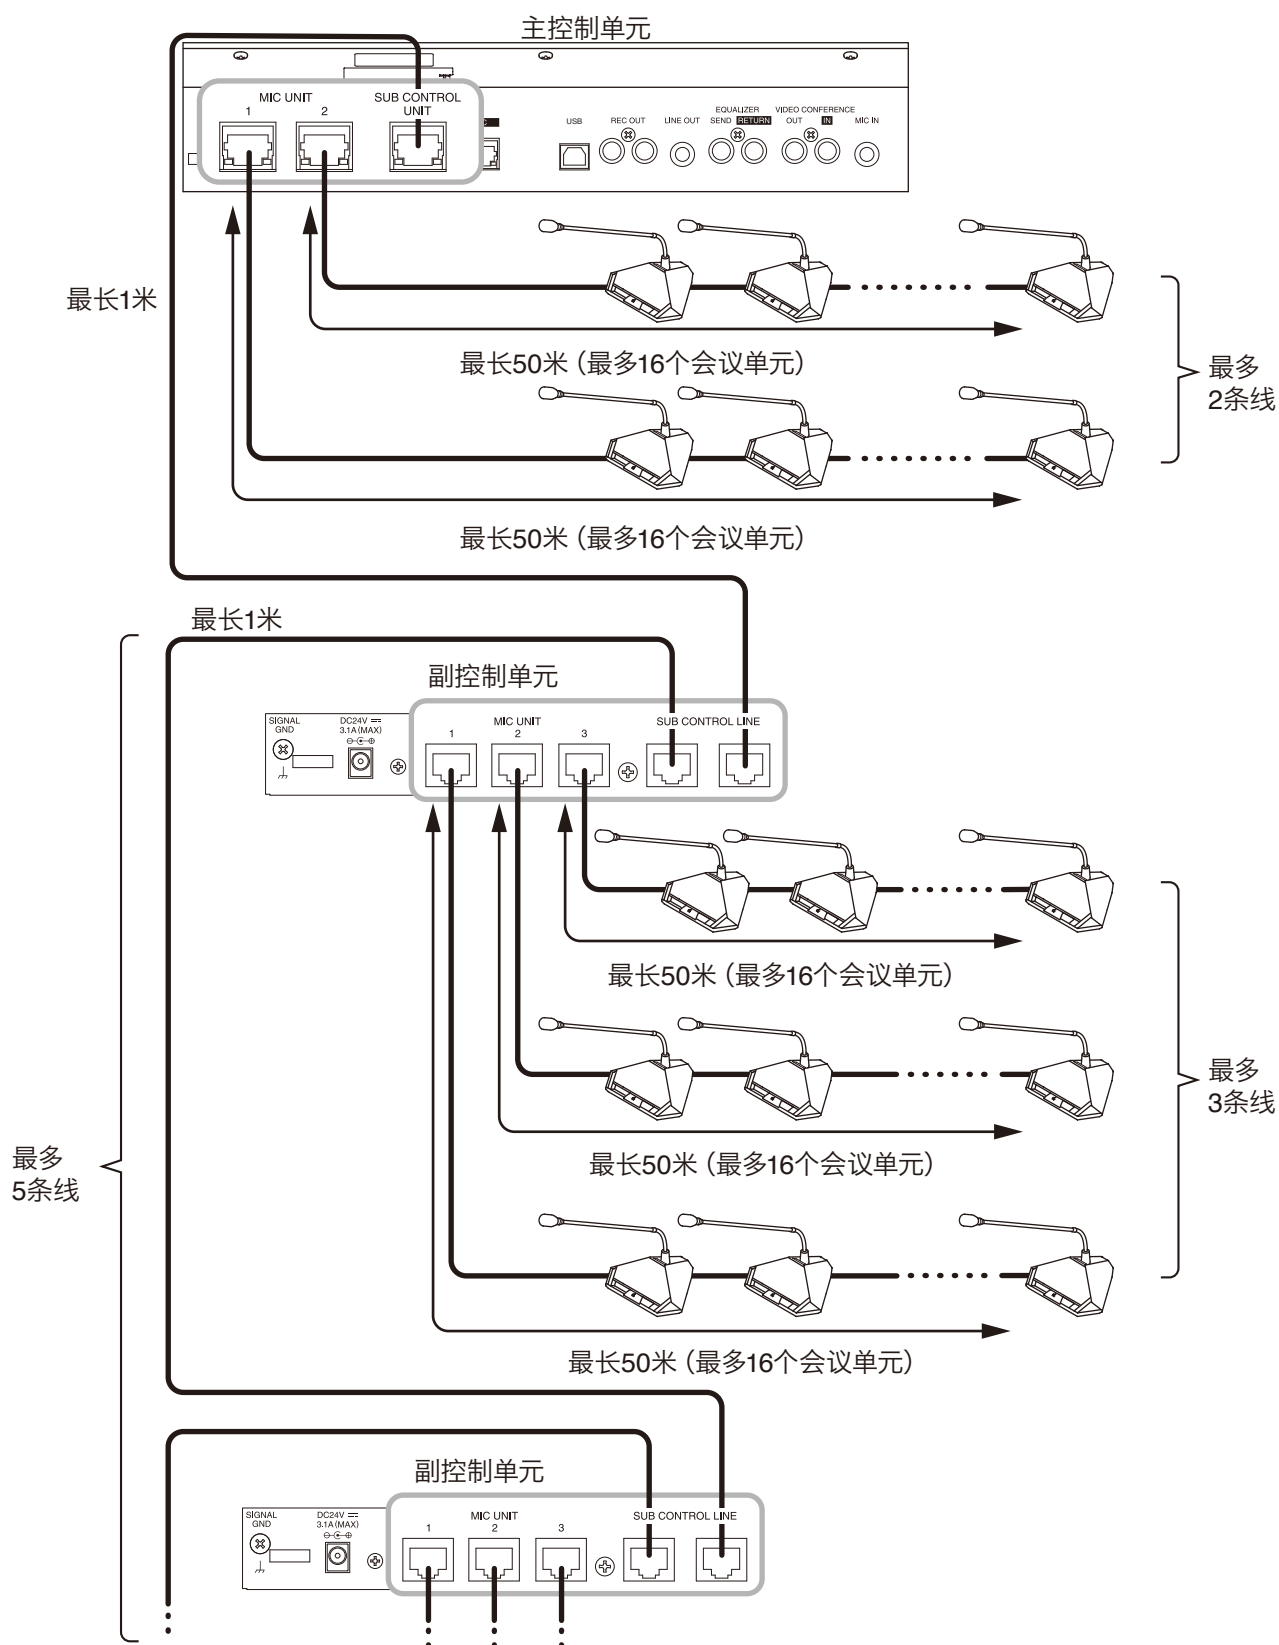 主控制单元
MIC UNIT
1
2
SUB CONTROL
UNIT
USB
REC OUT
LINE OUT
EQUALIZER
SEND RETURN
VIDEO CONFERENCE
OUT IN
MIC IN
最长1米
最长50米（最多16个会议单元）
最多
2条线
最长50米（最多16个会议单元）
最长1米
副控制单元
SIGNAL
GND
DC24V
3.1A (MAX)
MIC UNIT
1
2
3
SUB CONTROL LINE
最长50米（最多16个会议单元）
最多
3条线
最长50米（最多16个会议单元）
最多
5条线
最长50米（最多16个会议单元）
副控制单元
SIGNAL
GND
DC24V
3.1A (MAX)
MIC UNIT
1
2
3
SUB CONTROL LINE